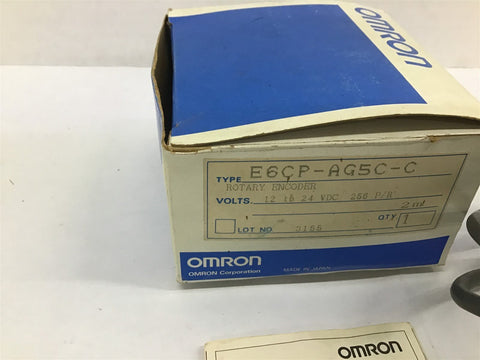 OMRON
TYPE E6CP-AG5C-C
ROTARY ENCODER
VOLTS. 12 to 24 VDC 256 P/R
2m
QTY 1
LOT NO 3155
OMRON
OMRON Corporation MADE IN JAPAN
OMRON